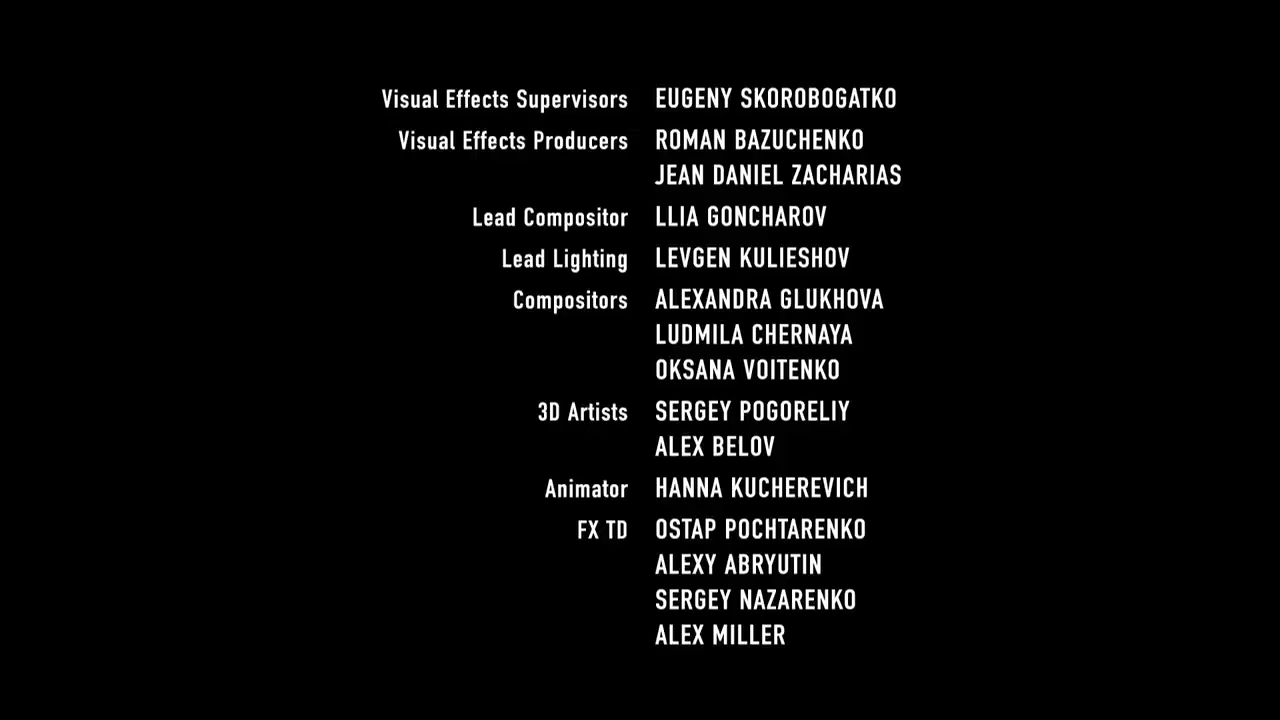 Visual Effects Supervisors EUGENY SKOROBOGATKO
Visual Effects Producers ROMAN BAZUCHENKO
JEAN DANIEL ZACHARIAS
Lead Compositor LLIA GONCHAROV
Lead Lighting LEVGEN KULIESHOV
Compositors ALEXANDRA GLUKHOVA
LUDMILA CHERNAYA
OKSANA VOITENKO
3D Artists SERGEY POGORELIY
ALEX BELOV
Animator HANNA KUCHEREVICH
FX TD OSTAP POCHTARENKO
ALEXY ABRYUTIN
SERGEY NAZARENKO
ALEX MILLER